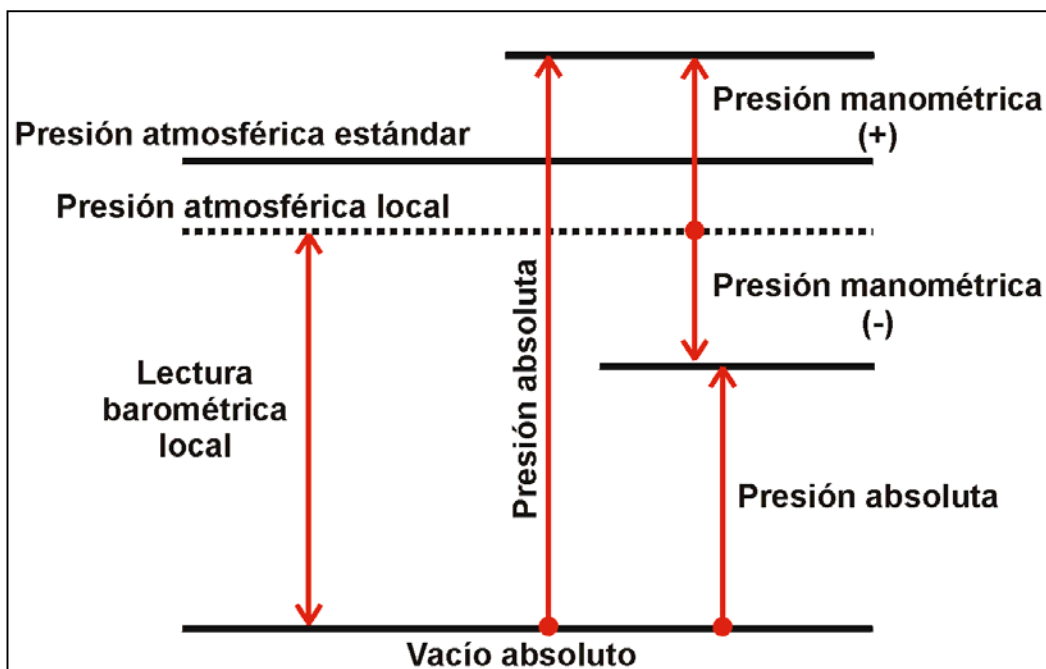 Presión manométrica
(+)
Presión atmosférica estándar
Presión atmosférica local
Presión absoluta
Presión manométrica
(-)
Lectura
barométrica
local
Presión absoluta
Vacío absoluto